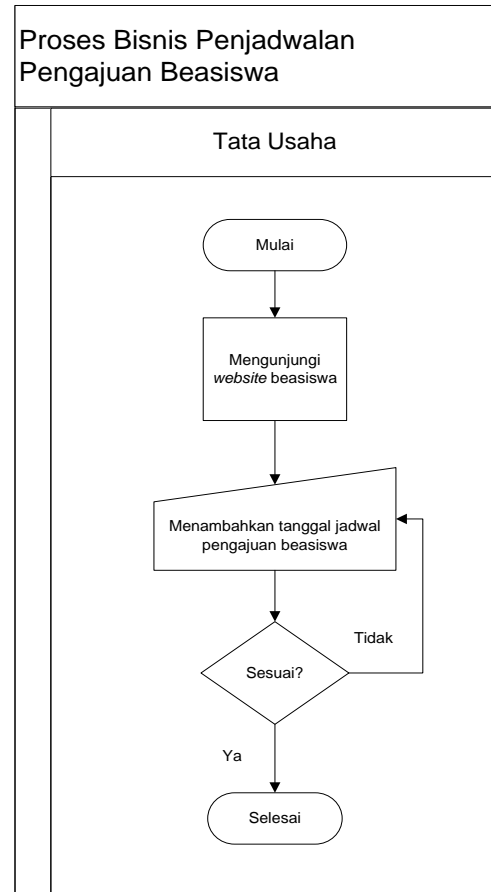 Proses Bisnis Penjadwalan
Pengajuan Beasiswa
Tata Usaha
Mulai
Mengunjungi
website beasiswa
Menambahkan tanggal jadwal
pengajuan beasiswa
Tidak
Sesuai?
Ya
Selesai